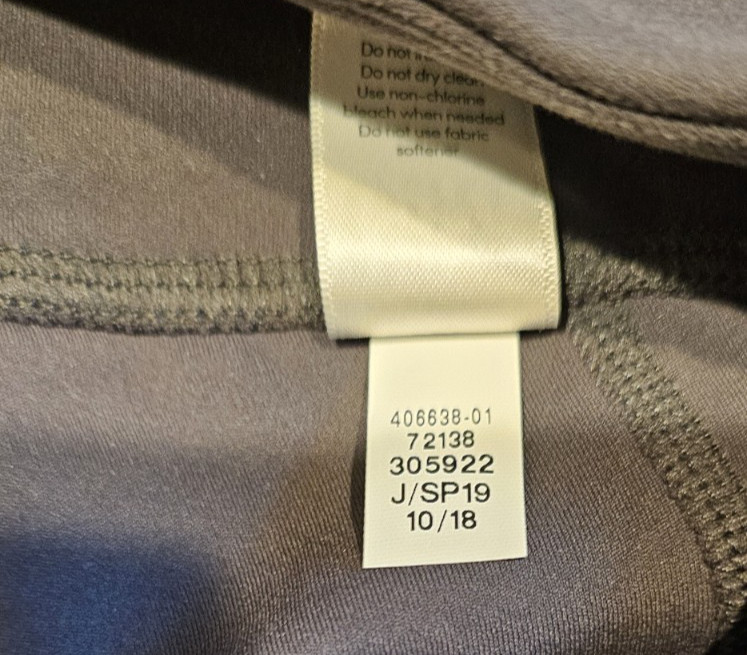 Do not
Do not dry clean
Use non-chlorine
bleach when needed
Do not use fabric
softener
406638-01
72138
305922
J/SP19
10/18